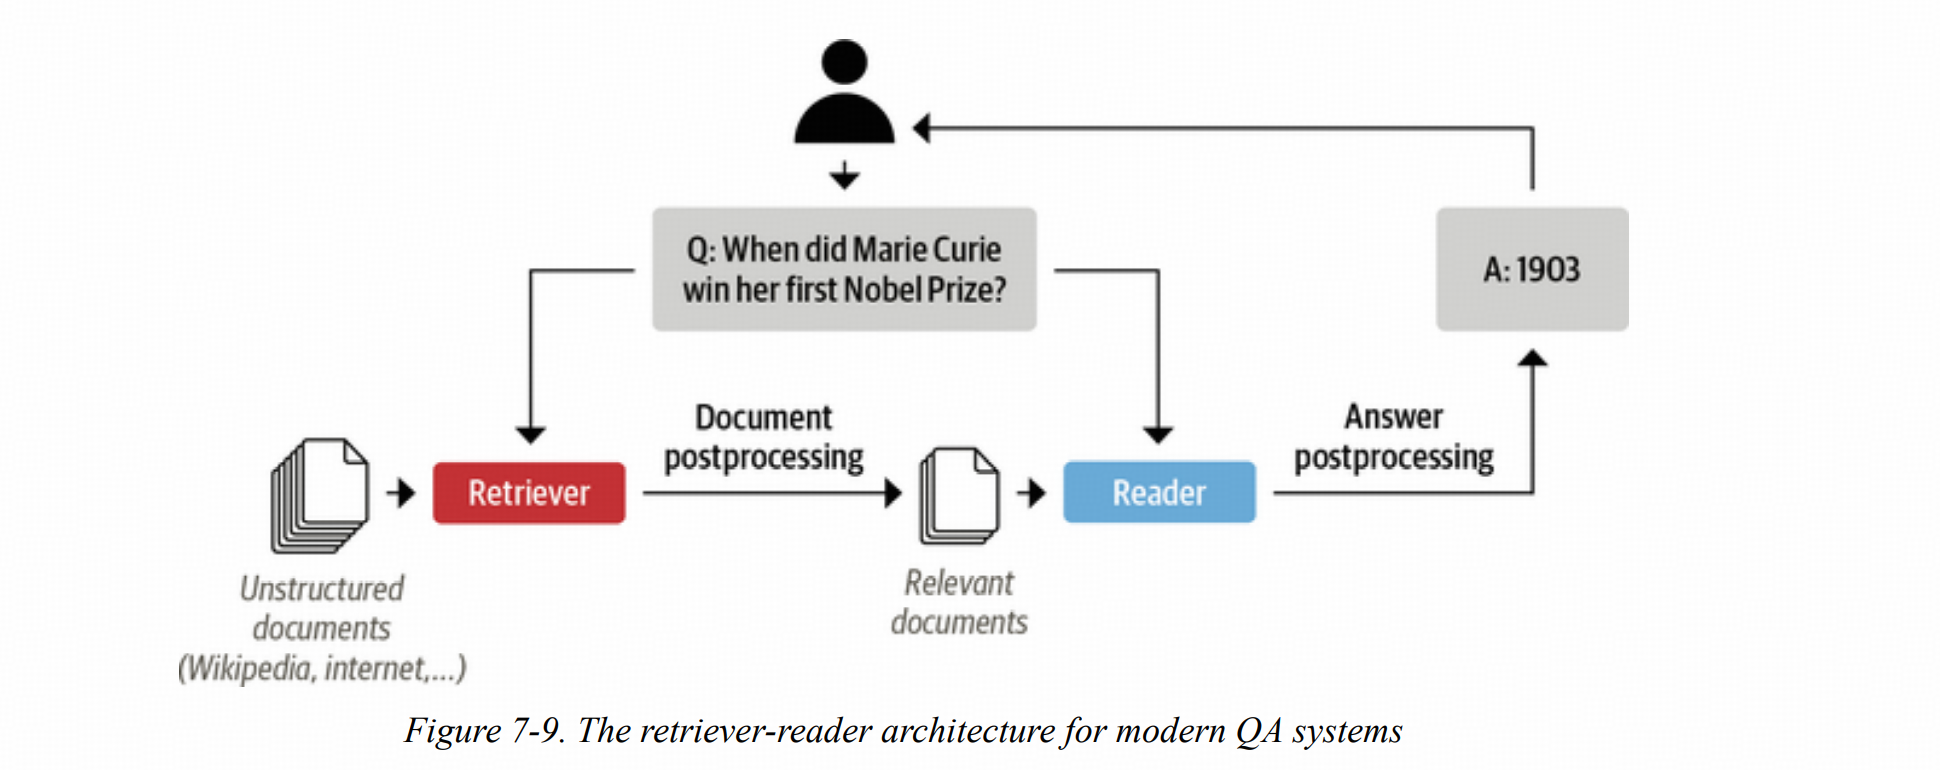 Q: When did Marie Curie
win her first Nobel Prize?
A: 1903
Document
postprocessing
Answer
postprocessing
Retriever
Reader
Unstructured
documents
(Wikipedia, internet,...)
Relevant
documents
Figure 7-9. The retriever-reader architecture for modern QA systems